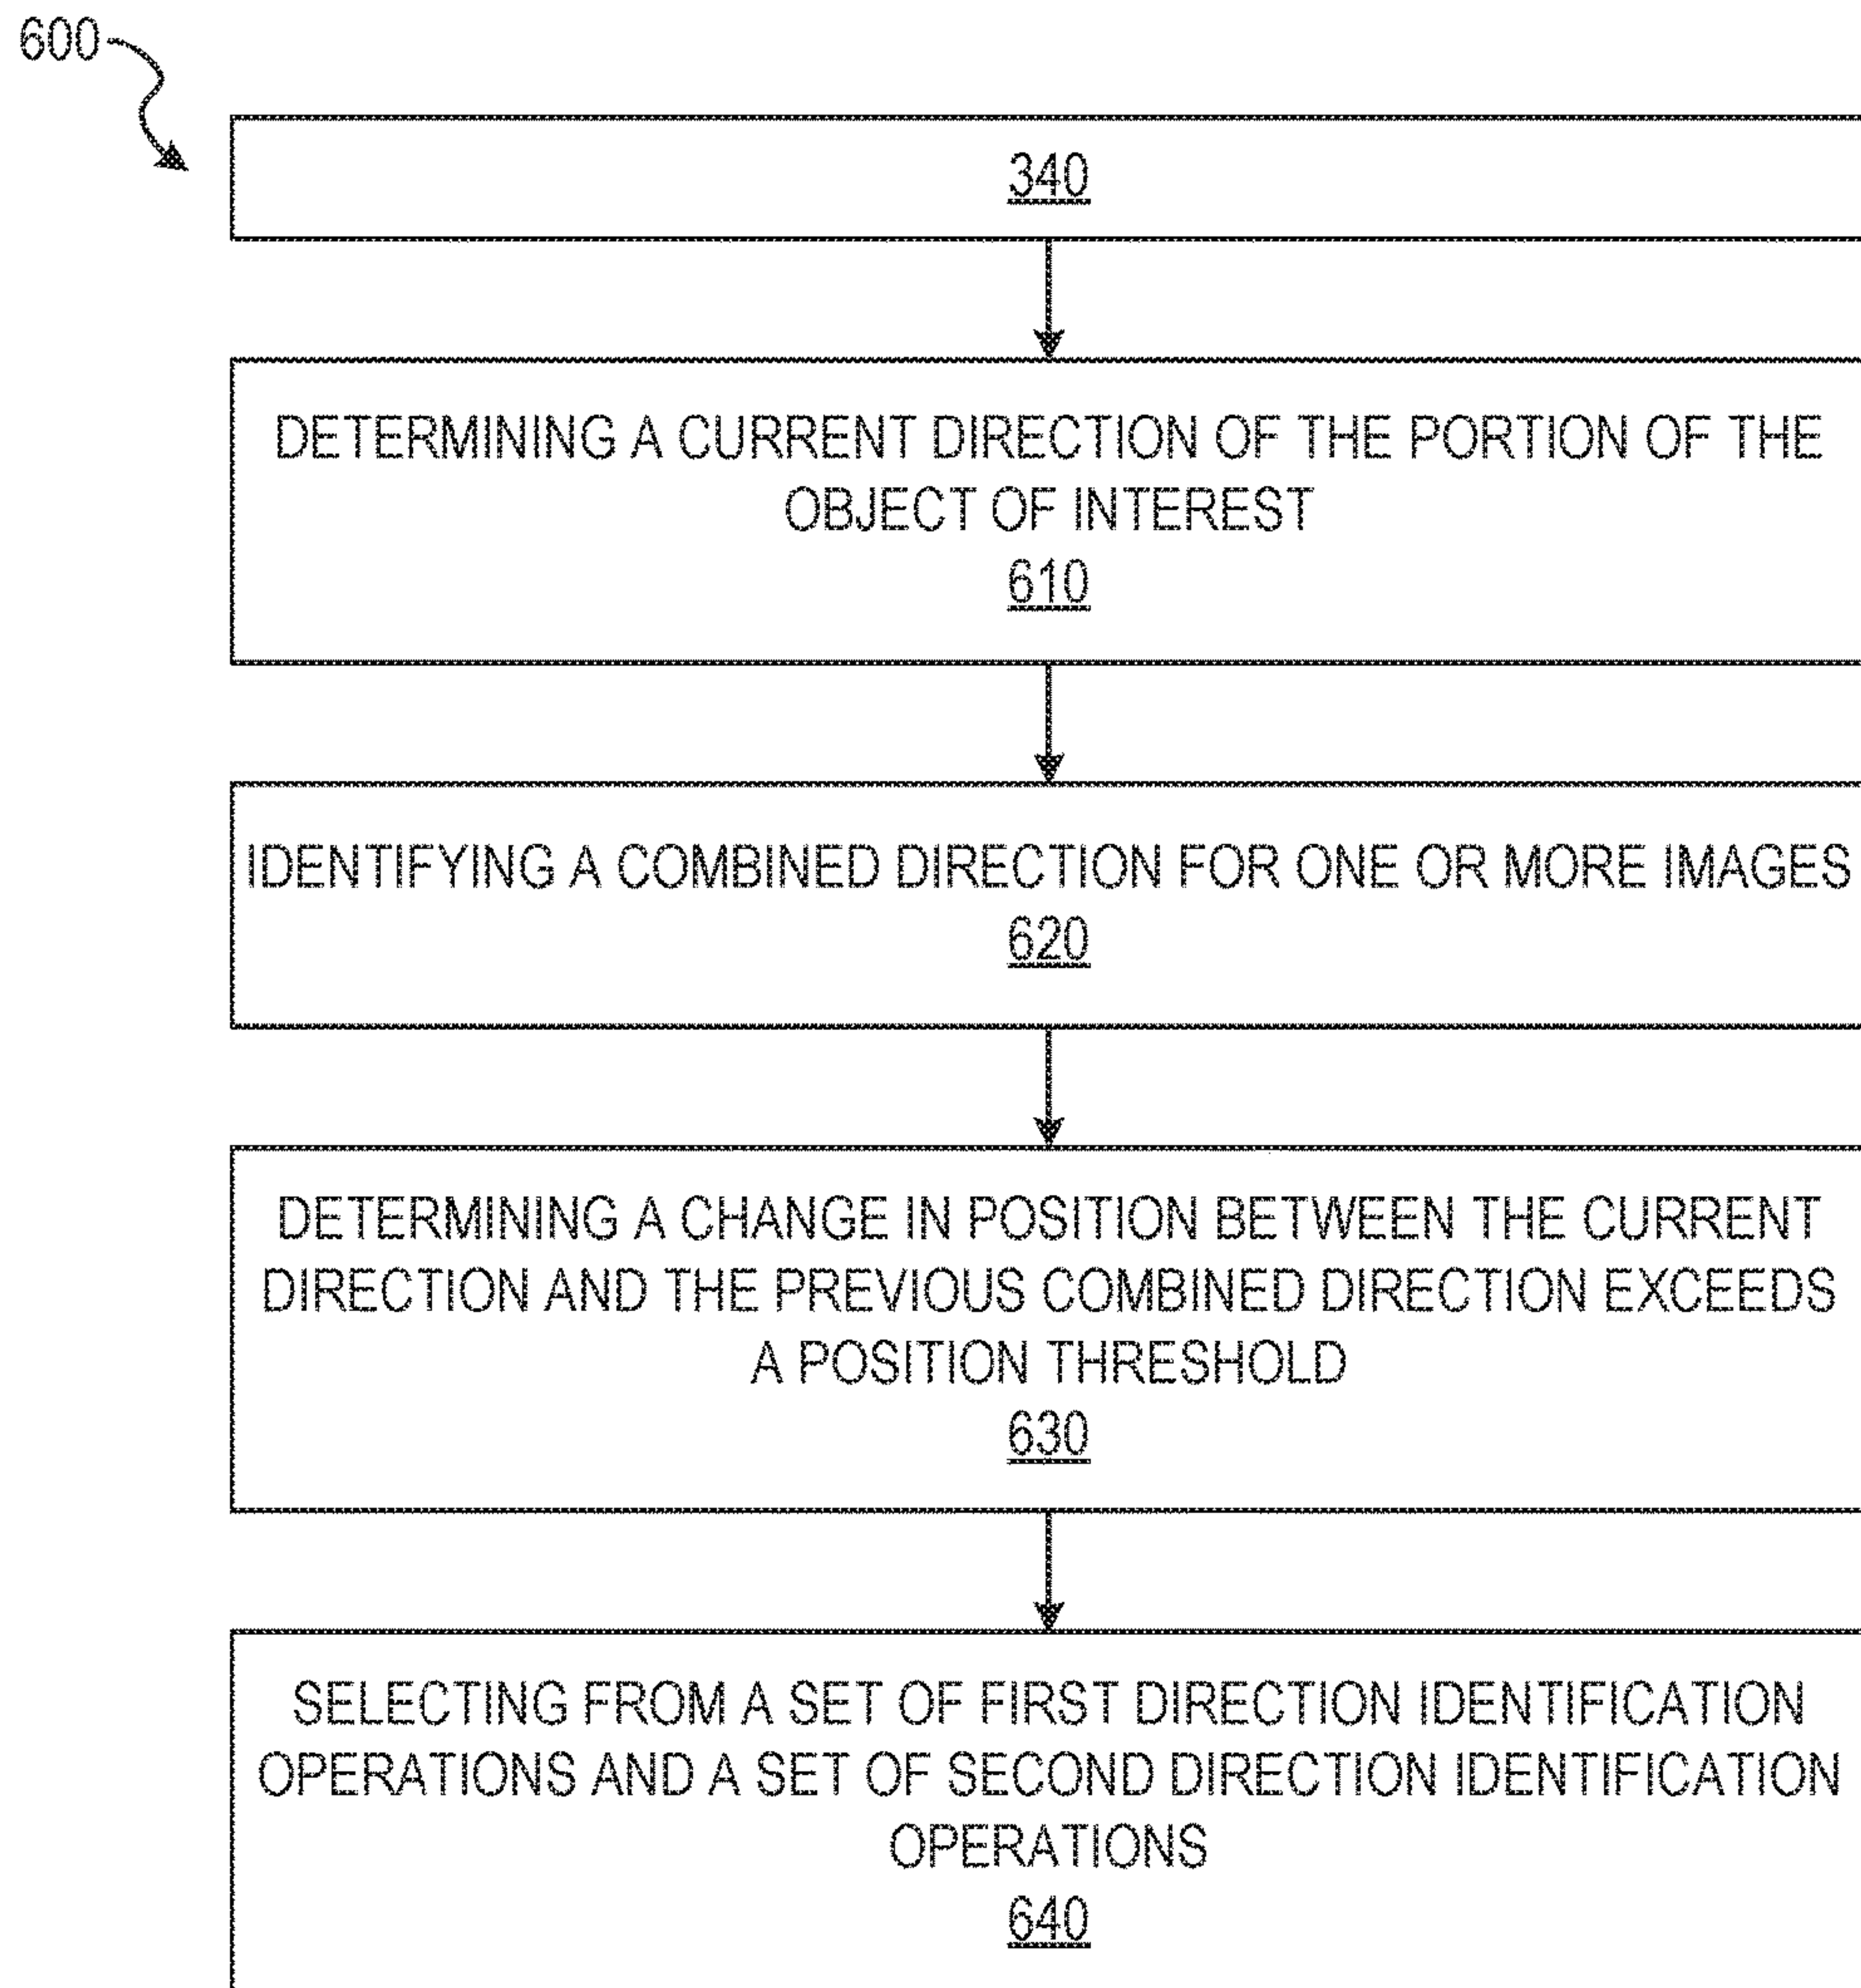 600
340
DETERMINING A CURRENT DIRECTION OF THE PORTION OF THE
OBJECT OF INTEREST
610
IDENTIFYING A COMBINED DIRECTION FOR ONE OR MORE IMAGES
620
DETERMINING A CHANGE IN POSITION BETWEEN THE CURRENT
DIRECTION AND THE PREVIOUS COMBINED DIRECTION EXCEEDS
A POSITION THRESHOLD
630
SELECTING FROM A SET OF FIRST DIRECTION IDENTIFICATION
OPERATIONS AND A SET OF SECOND DIRECTION IDENTIFICATION
OPERATIONS
640